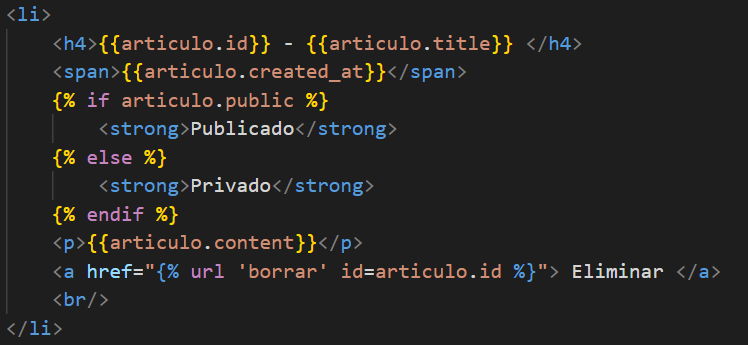 <li>
    <h4>{{articulo.id}} - {{articulo.title}} </h4>
    <span>{{articulo.created_at}}</span>
    {% if articulo.public %}
        <strong>Publicado</strong>
    {% else %}
        <strong>Privado</strong>
    {% endif %}
    <p>{{articulo.content}}</p>
    <a href="{% url 'borrar' id=articulo.id %}"> Eliminar </a>
    <br/>
</li>